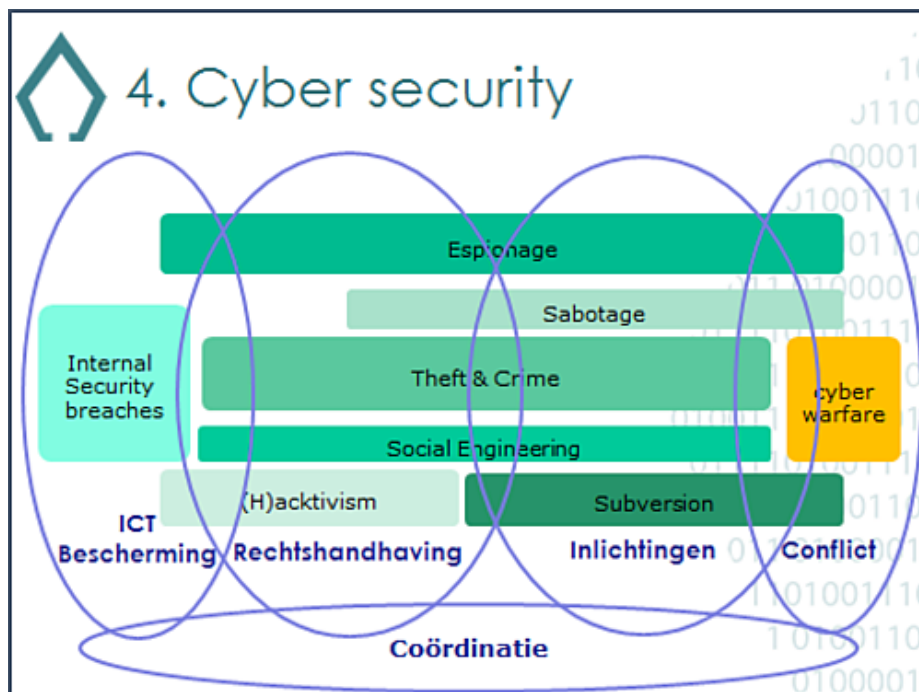 4. Cyber security
Espionage
Sabotage
Internal
Security
breaches
Theft & Crime
cyber
warfare
Social Engineering
(H)acktivism
Subversion
ICT
Bescherming
Rechtshandhaving
Inlichtingen
Conflict
Coördinatie